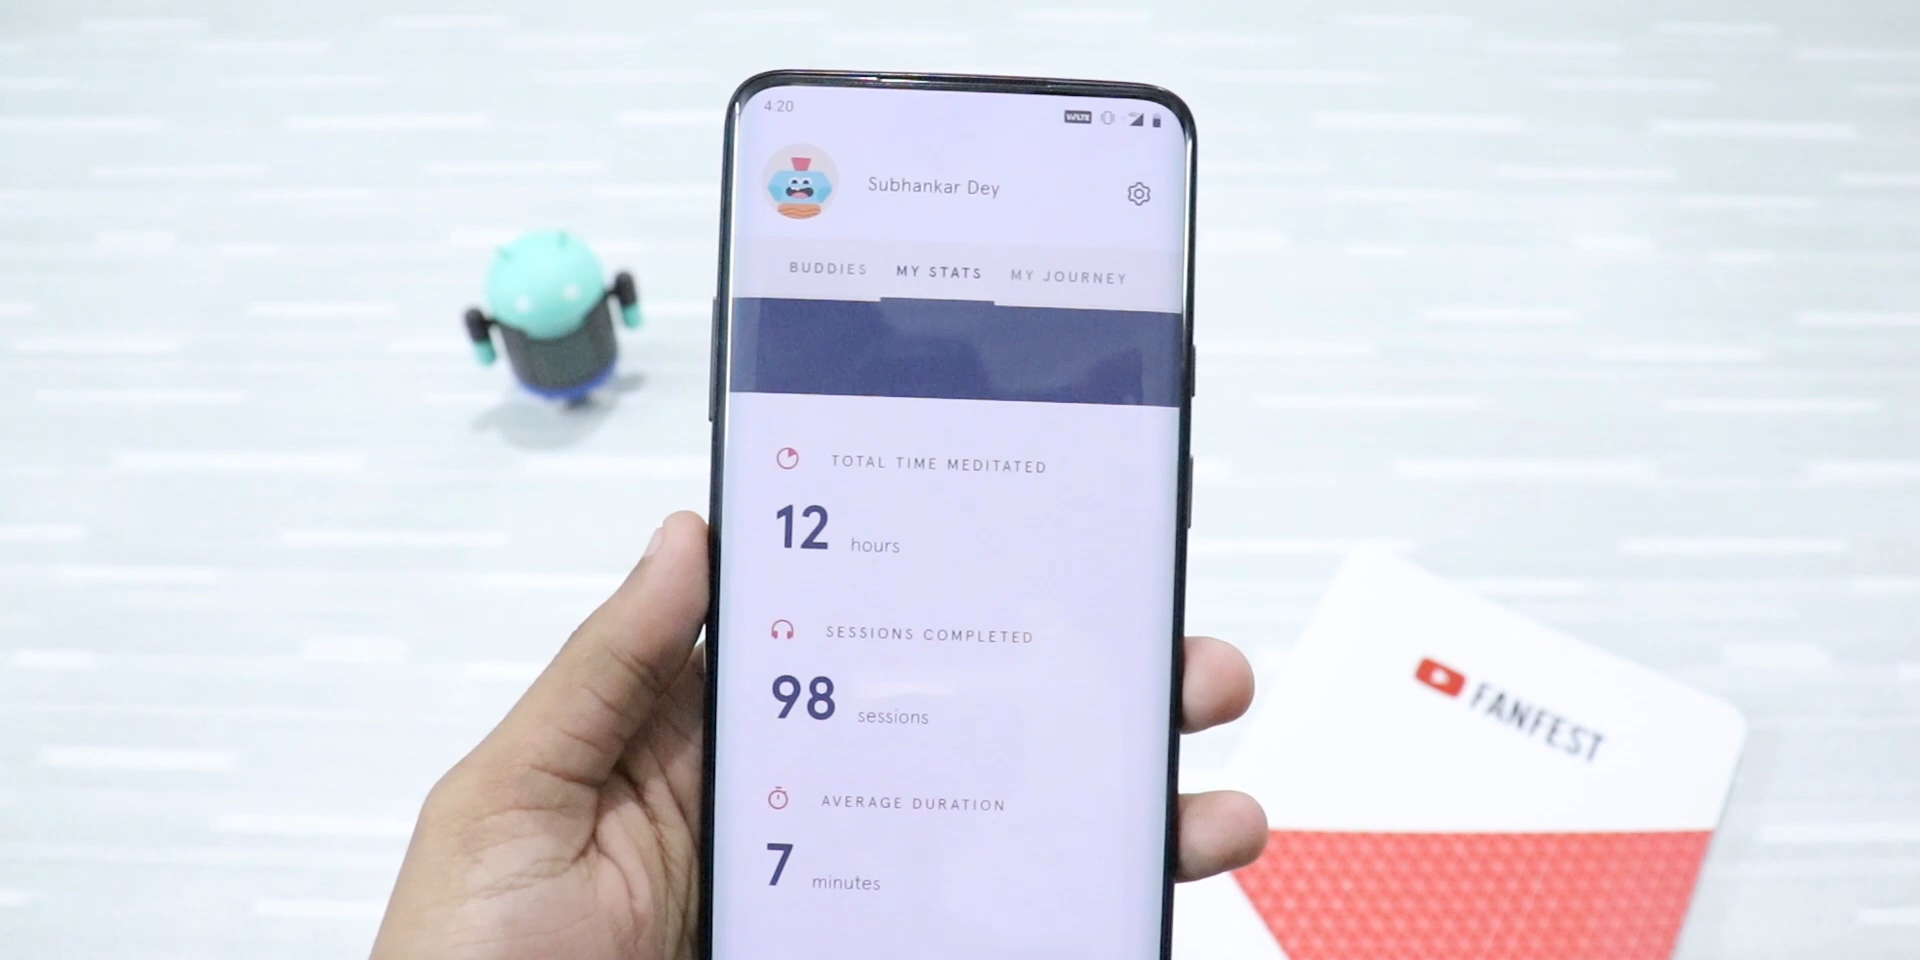 4:20
VoLTE
Subhankar Dey
BUDDIES MY STATS MY JOURNEY
TOTAL TIME MEDITATED
12 hours
SESSIONS COMPLETED
98 sessions
AVERAGE DURATION
7 minutes
FANFEST